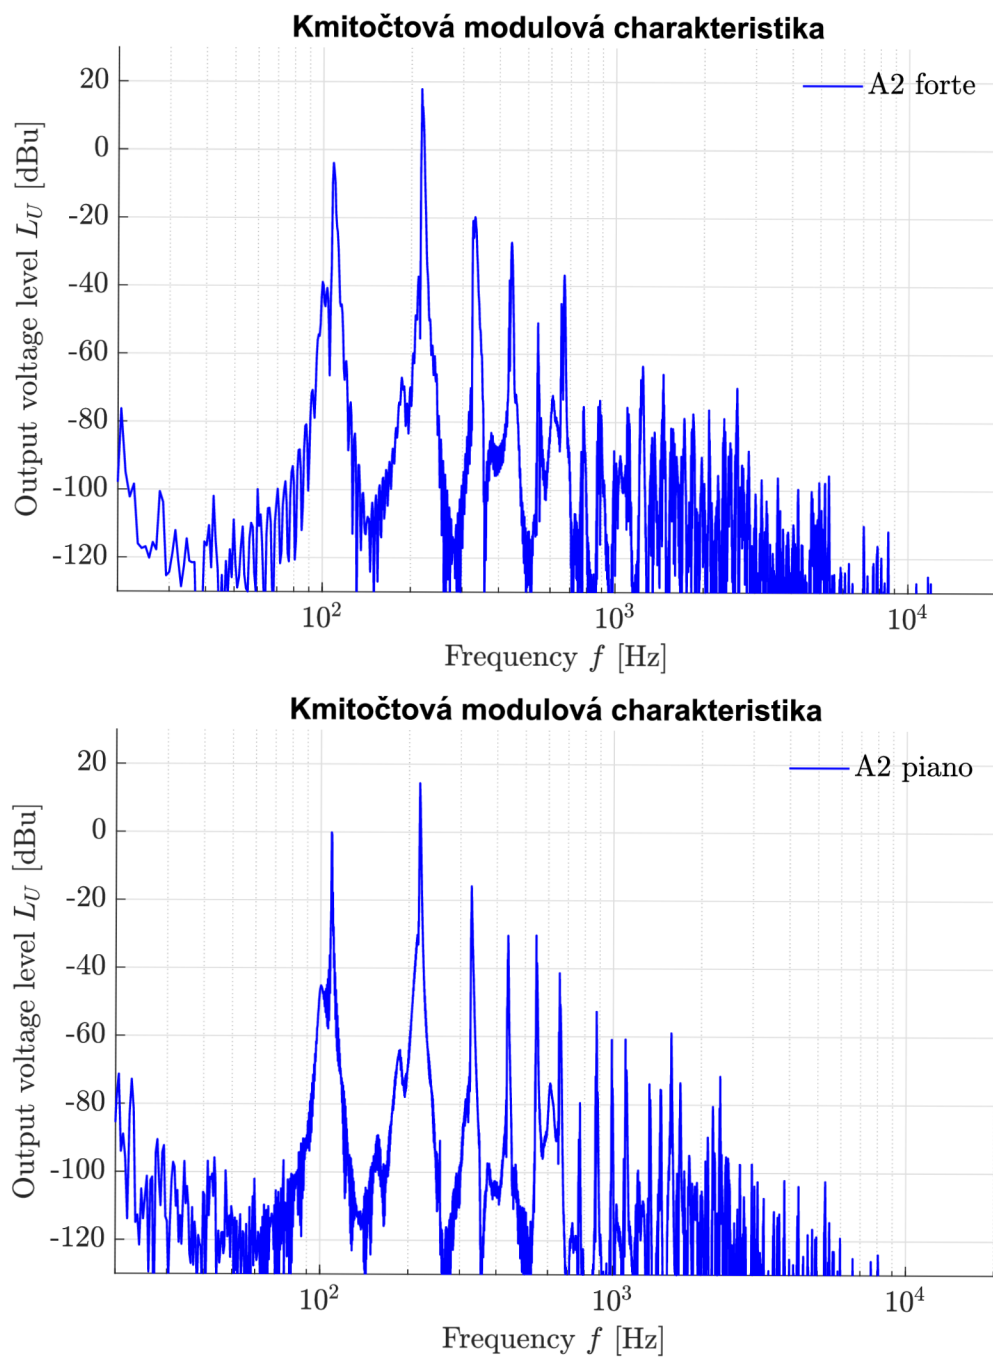 Kmitočtová modulová charakteristika
A2 forte
Output voltage level L_U [dBu]
20
0
-20
-40
-60
-80
-100
-120
10^2
10^3
10^4
Frequency f [Hz]
Kmitočtová modulová charakteristika
A2 piano
Output voltage level L_U [dBu]
20
0
-20
-40
-60
-80
-100
-120
10^2
10^3
10^4
Frequency f [Hz]